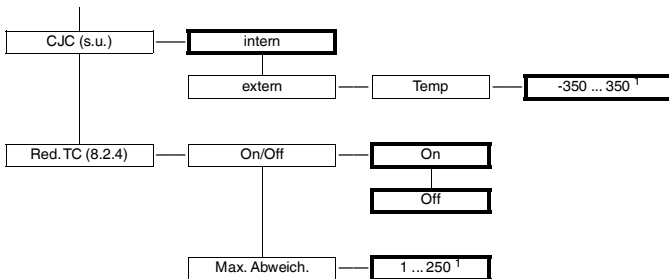 CJC (s.u.) intern
extern Temp -350 ... 350 1
Red. TC (8.2.4) On/Off On
Off
Max. Abweich. 1 ... 250 1